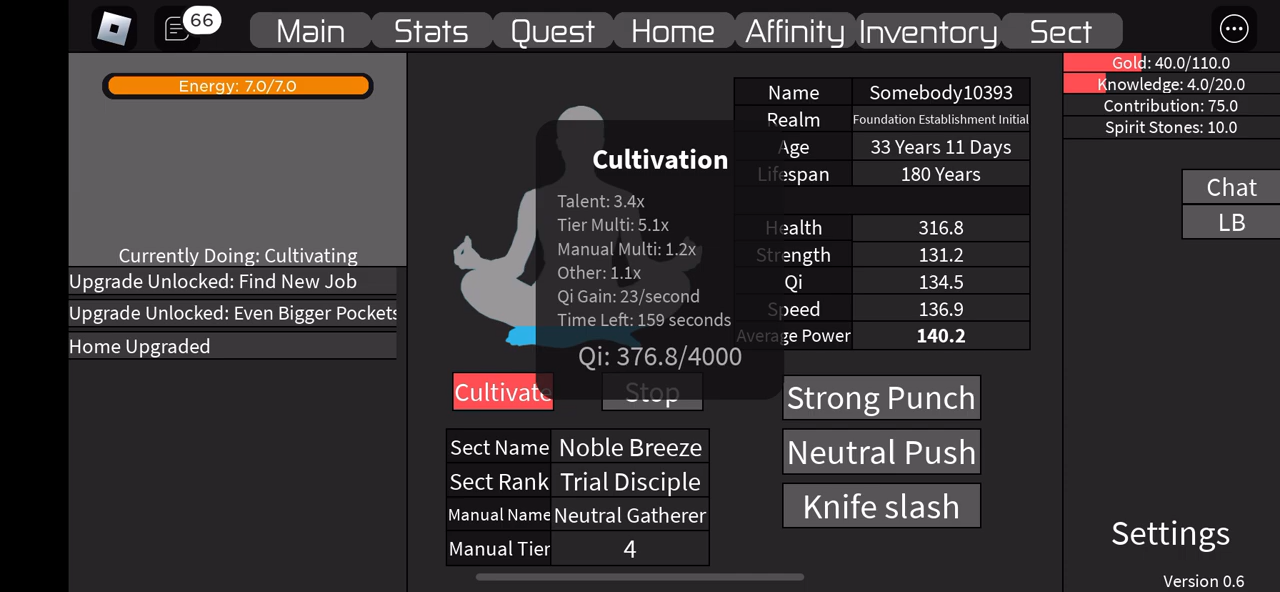 66
Main
Stats
Quest
Home
Affinity
Inventory
Sect
Energy: 7.0/7.0
Currently Doing: Cultivating
Upgrade Unlocked: Find New Job
Upgrade Unlocked: Even Bigger Pockets
Home Upgraded
Cultivation
Talent: 3.4x
Tier Multi: 5.1x
Manual Multi: 1.2x
Other: 1.1x
Qi Gain: 23/second
Time Left: 159 seconds
Qi: 376.8/4000
Cultivate
Stop
Name Somebody10393
Realm Foundation Establishment Initial
Age 33 Years 11 Days
Lifespan 180 Years
Health 316.8
Strength 131.2
Qi 134.5
Speed 136.9
Average Power 140.2
Sect Name Noble Breeze
Sect Rank Trial Disciple
Manual Name Neutral Gatherer
Manual Tier 4
Strong Punch
Neutral Push
Knife slash
Gold: 40.0/110.0
Knowledge: 4.0/20.0
Contribution: 75.0
Spirit Stones: 10.0
Chat
LB
Settings
Version 0.6